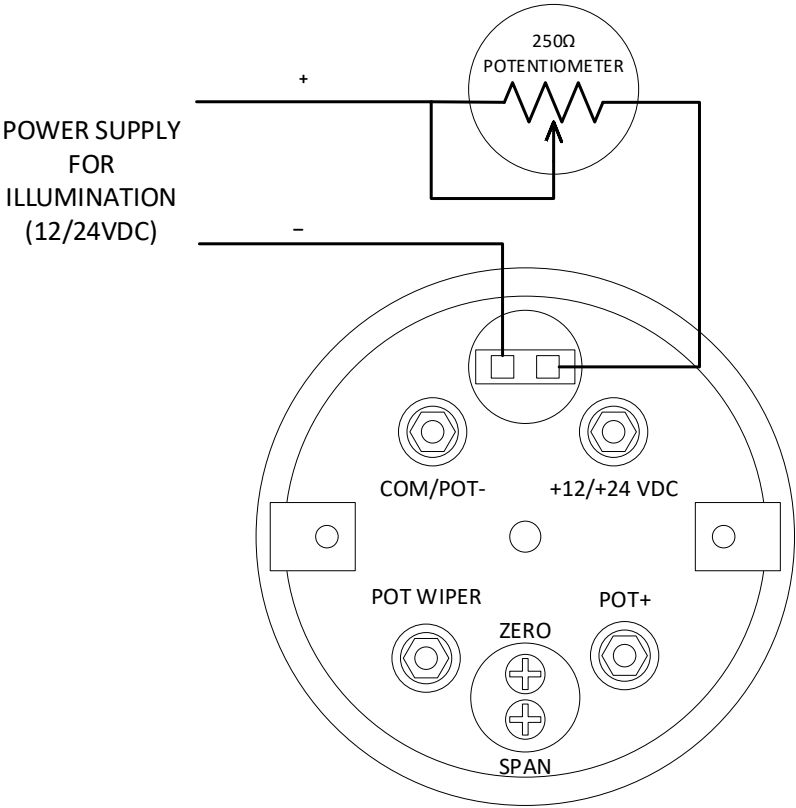 250Ω
POTENTIOMETER
+
POWER SUPPLY
FOR
ILLUMINATION
(12/24VDC)
–
COM/POT-
+12/+24 VDC
POT WIPER
POT+
ZERO
SPAN